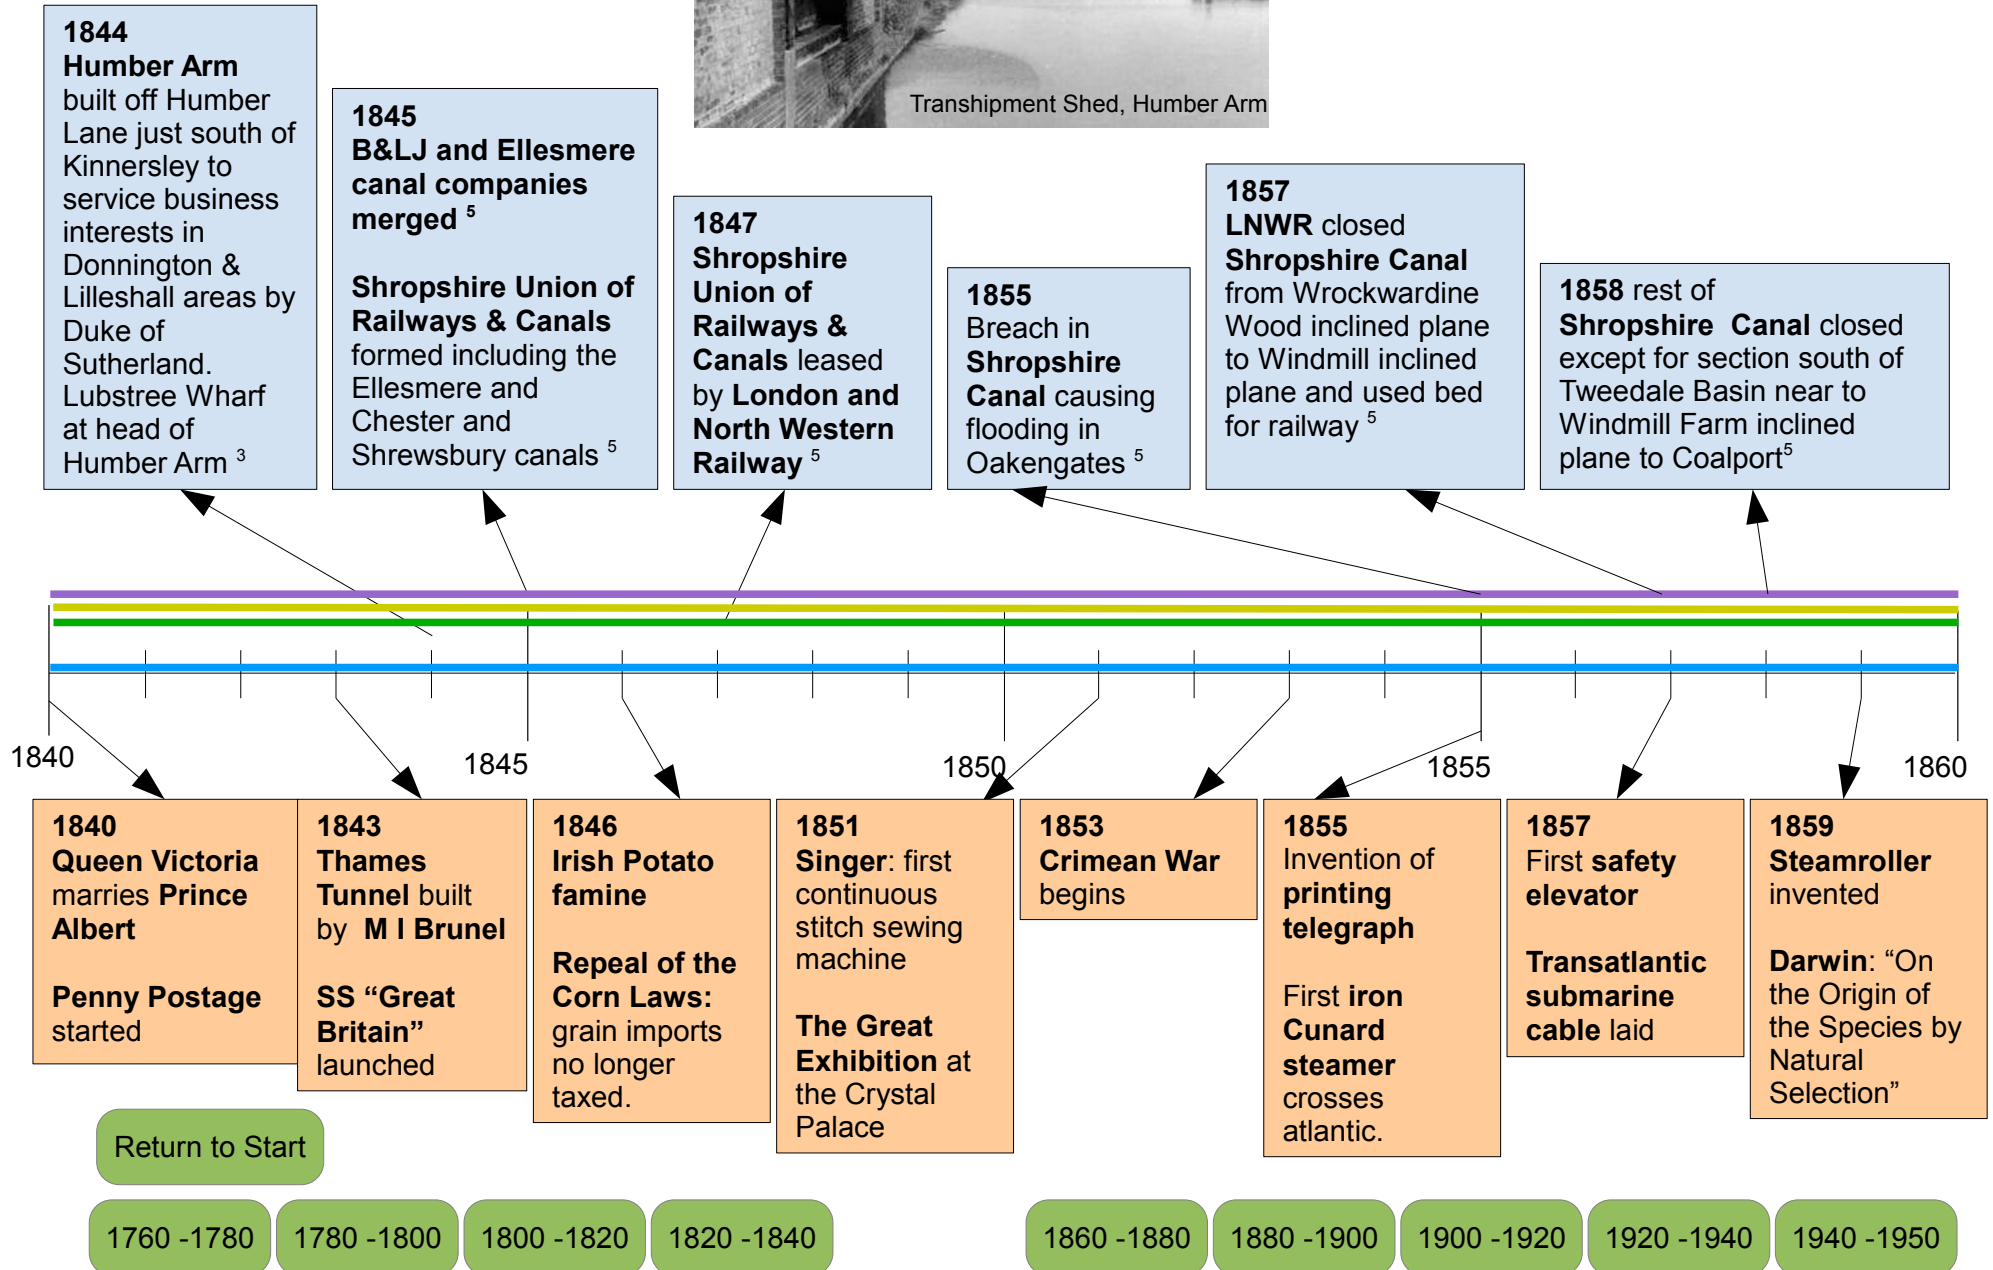 Transhipment Shed, Humber Arm
1844
Humber Arm
built off Humber
Lane just south of
Kinnersley to
service business
interests in
Donnington &
Lilleshall areas by
Duke of
Sutherland.
Lubstree Wharf
at head of
Humber Arm 3
1845
B&LJ and Ellesmere
canal companies
merged 5
Shropshire Union of
Railways & Canals
formed including the
Ellesmere and
Chester and
Shrewsbury canals 5
1847
Shropshire
Union of
Railways &
Canals leased
by London and
North Western
Railway 5
1855
Breach in
Shropshire
Canal causing
flooding in
Oakengates 5
1857
LNWR closed
Shropshire Canal
from Wrockwardine
Wood inclined plane
to Windmill inclined
plane and used bed
for railway 5
1858 rest of
Shropshire Canal closed
except for section south of
Tweedale Basin near to
Windmill Farm inclined
plane to Coalport5
1840
1845
1850
1855
1860
1840
Queen Victoria
marries Prince
Albert
Penny Postage
started
1843
Thames
Tunnel built
by M I Brunel
SS “Great
Britain”
launched
1846
Irish Potato
famine
Repeal of the
Corn Laws:
grain imports
no longer
taxed.
1851
Singer: first
continuous
stitch sewing
machine
The Great
Exhibition at
the Crystal
Palace
1853
Crimean War
begins
1855
Invention of
printing
telegraph
First iron
Cunard
steamer
crosses
atlantic.
1857
First safety
elevator
Transatlantic
submarine
cable laid
1859
Steamroller
invented
Darwin: “On
the Origin of
the Species by
Natural
Selection”
Return to Start
1760 -1780
1780 -1800
1800 -1820
1820 -1840
1860 -1880
1880 -1900
1900 -1920
1920 -1940
1940 -1950